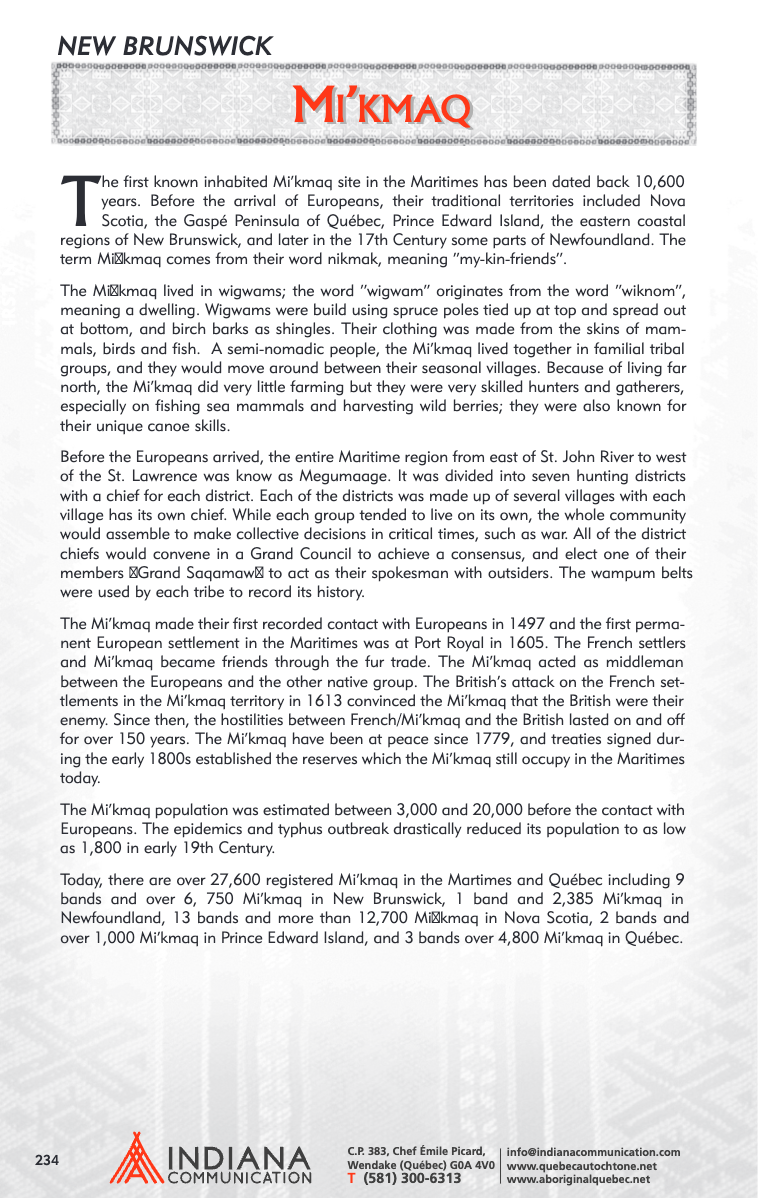 NEW BRUNSWICK
MI’KMAQ
The first known inhabited Mi’kmaq site in the Maritimes has been dated back 10,600
years. Before the arrival of Europeans, their traditional territories included Nova
Scotia, the Gaspé Peninsula of Québec, Prince Edward Island, the eastern coastal
regions of New Brunswick, and later in the 17th Century some parts of Newfoundland. The
term Mi⍰kmaq comes from their word nikmak, meaning ”my-kin-friends”.
The Mi⍰kmaq lived in wigwams; the word ”wigwam” originates from the word ”wiknom”,
meaning a dwelling. Wigwams were build using spruce poles tied up at top and spread out
at bottom, and birch barks as shingles. Their clothing was made from the skins of mam-
mals, birds and fish. A semi-nomadic people, the Mi’kmaq lived together in familial tribal
groups, and they would move around between their seasonal villages. Because of living far
north, the Mi’kmaq did very little farming but they were very skilled hunters and gatherers,
especially on fishing sea mammals and harvesting wild berries; they were also known for
their unique canoe skills.
Before the Europeans arrived, the entire Maritime region from east of St. John River to west
of the St. Lawrence was know as Megumaage. It was divided into seven hunting districts
with a chief for each district. Each of the districts was made up of several villages with each
village has its own chief. While each group tended to live on its own, the whole community
would assemble to make collective decisions in critical times, such as war. All of the district
chiefs would convene in a Grand Council to achieve a consensus, and elect one of their
members ⍰Grand Saqamaw⍰ to act as their spokesman with outsiders. The wampum belts
were used by each tribe to record its history.
The Mi’kmaq made their first recorded contact with Europeans in 1497 and the first perma-
nent European settlement in the Maritimes was at Port Royal in 1605. The French settlers
and Mi’kmaq became friends through the fur trade. The Mi’kmaq acted as middleman
between the Europeans and the other native group. The British’s attack on the French set-
tlements in the Mi’kmaq territory in 1613 convinced the Mi’kmaq that the British were their
enemy. Since then, the hostilities between French/Mi’kmaq and the British lasted on and off
for over 150 years. The Mi’kmaq have been at peace since 1779, and treaties signed dur-
ing the early 1800s established the reserves which the Mi’kmaq still occupy in the Maritimes
today.
The Mi’kmaq population was estimated between 3,000 and 20,000 before the contact with
Europeans. The epidemics and typhus outbreak drastically reduced its population to as low
as 1,800 in early 19th Century.
Today, there are over 27,600 registered Mi’kmaq in the Martimes and Québec including 9
bands and over 6, 750 Mi’kmaq in New Brunswick, 1 band and 2,385 Mi’kmaq in
Newfoundland, 13 bands and more than 12,700 Mi⍰kmaq in Nova Scotia, 2 bands and
over 1,000 Mi’kmaq in Prince Edward Island, and 3 bands over 4,800 Mi’kmaq in Québec.
234
INDIANA
COMMUNICATION
C.P. 383, Chef Émile Picard,
Wendake (Québec) G0A 4V0
T (581) 300-6313
info@indianacommunication.com
www.quebecautochtone.net
www.aboriginalquebec.net